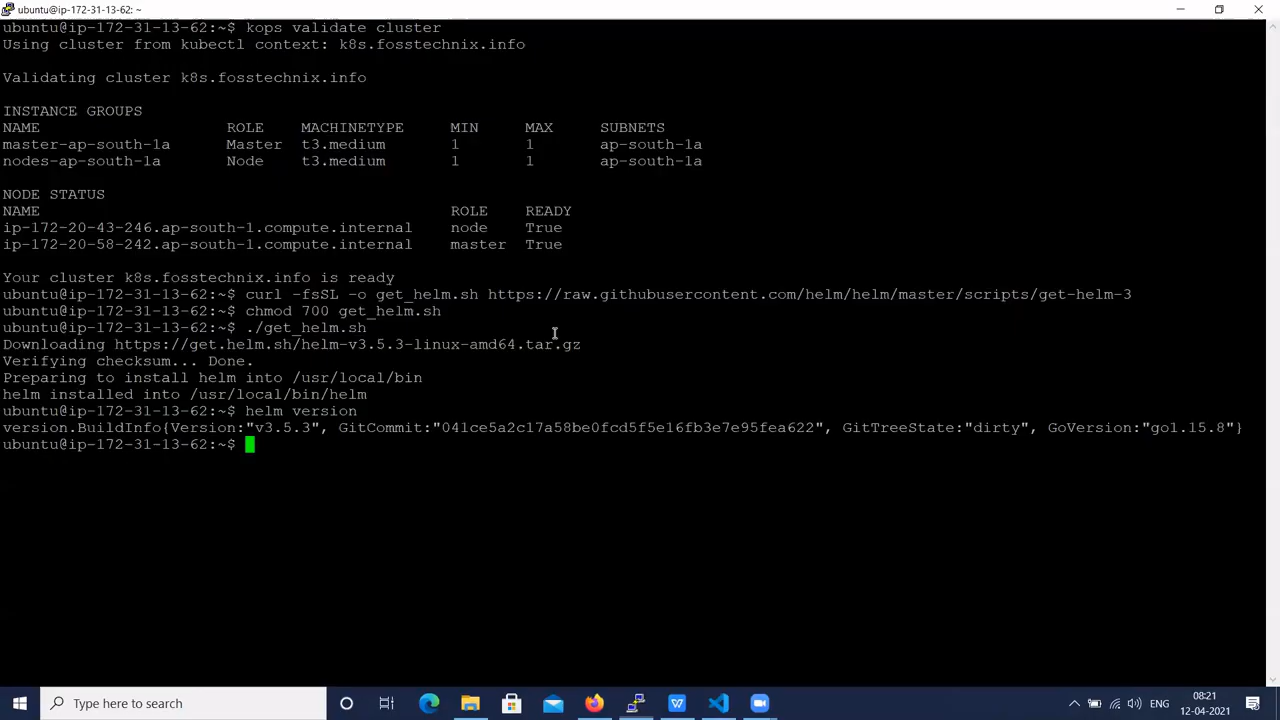 ubuntu@ip-172-31-13-62: ~
ubuntu@ip-172-31-13-62:~$ kops validate cluster
Using cluster from kubectl context: k8s.fosstechnix.info
Validating cluster k8s.fosstechnix.info
INSTANCE GROUPS
NAME ROLE MACHINETYPE MIN MAX SUBNETS
master-ap-south-1a Master t3.medium 1 1 ap-south-1a
nodes-ap-south-1a Node t3.medium 1 1 ap-south-1a
NODE STATUS
NAME ROLE READY
ip-172-20-43-246.ap-south-1.compute.internal node True
ip-172-20-58-242.ap-south-1.compute.internal master True
Your cluster k8s.fosstechnix.info is ready
ubuntu@ip-172-31-13-62:~$ curl -fsSL -o get_helm.sh https://raw.githubusercontent.com/helm/helm/master/scripts/get-helm-3
ubuntu@ip-172-31-13-62:~$ chmod 700 get_helm.sh
ubuntu@ip-172-31-13-62:~$ ./get_helm.sh
Downloading https://get.helm.sh/helm-v3.5.3-linux-amd64.tar.gz
Verifying checksum... Done.
Preparing to install helm into /usr/local/bin
helm installed into /usr/local/bin/helm
ubuntu@ip-172-31-13-62:~$ helm version
version.BuildInfo{Version:"v3.5.3", GitCommit:"041ce5a2c17a58be0fcd5f5e16fb3e7e95fea622", GitTreeState:"dirty", GoVersion:"go1.15.8"}
ubuntu@ip-172-31-13-62:~$
Type here to search
ENG
08:21
12-04-2021